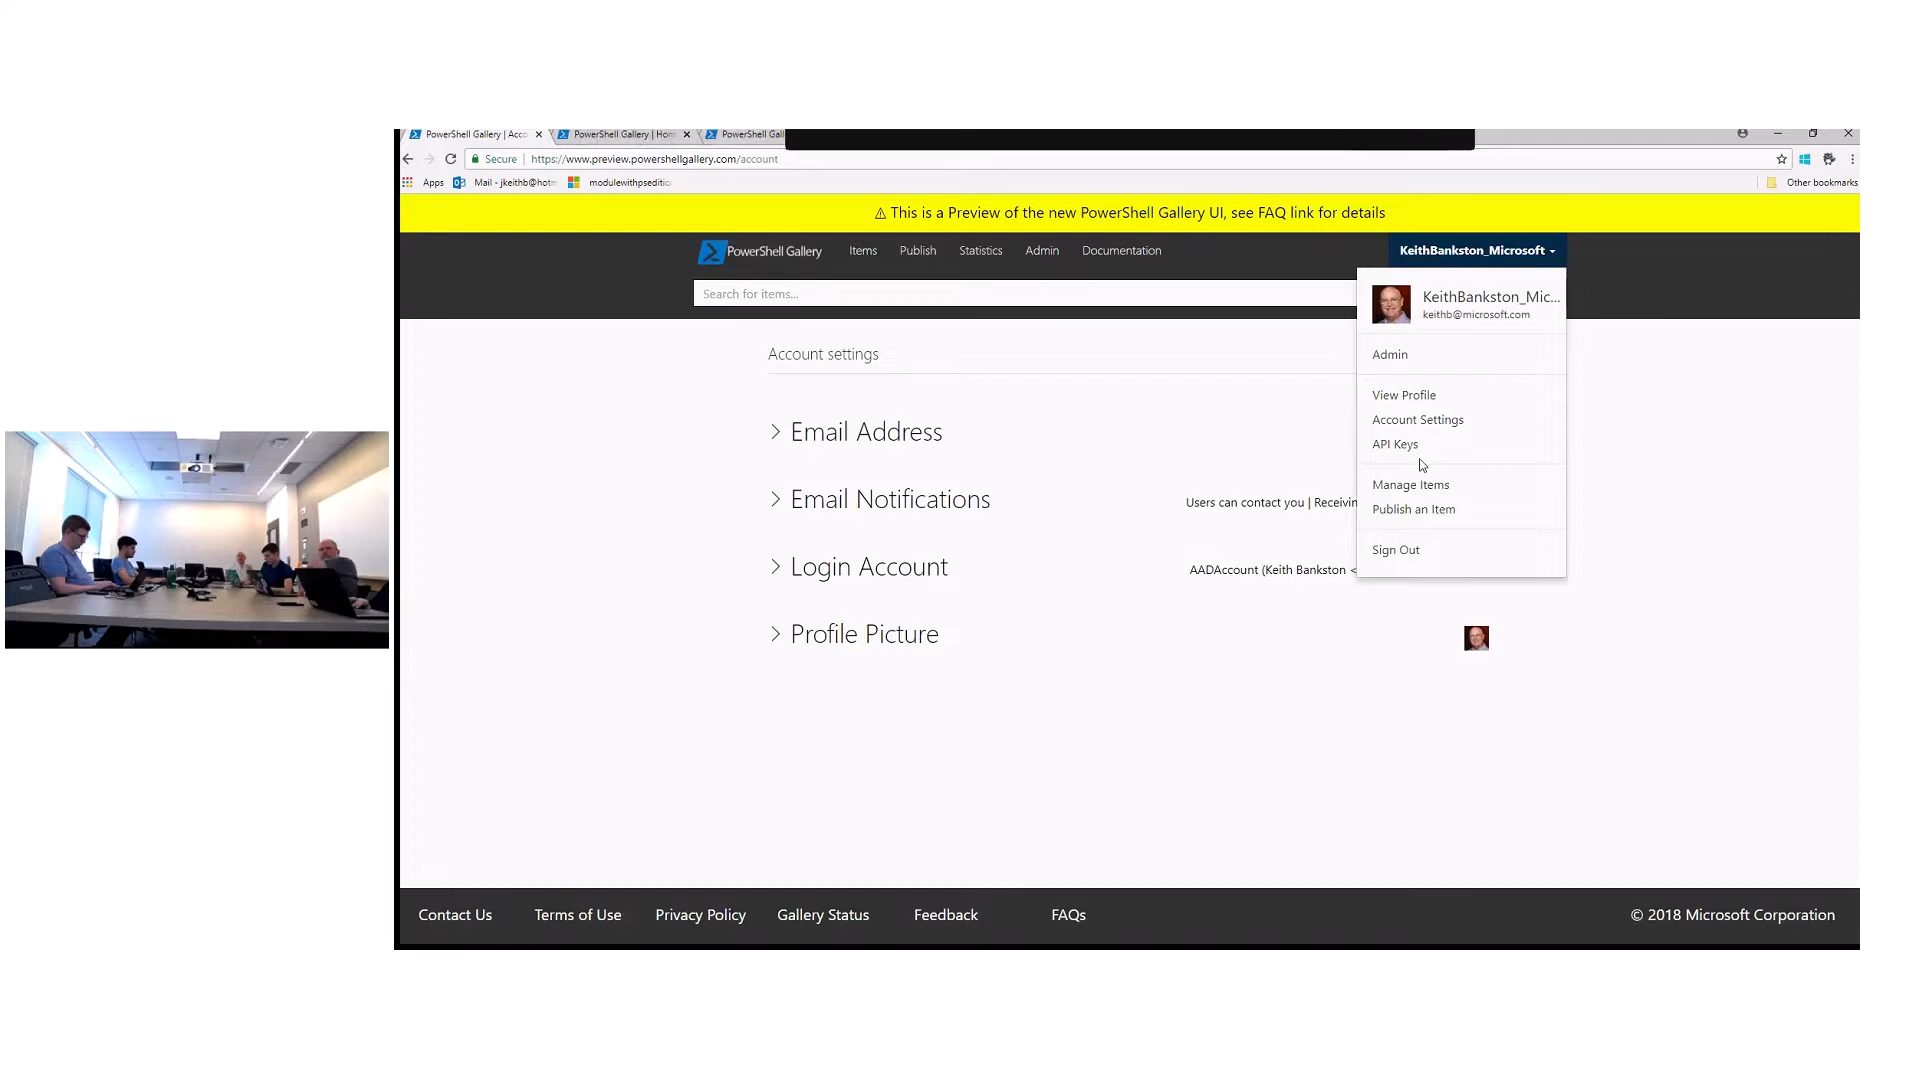 PowerShell Gallery | Acco
PowerShell Gallery | Hom
PowerShell Gall
Secure | https://www.preview.powershellgallery.com/account
Apps
Mail - jkeithb@hotm
modulewithpsedition
Other bookmarks
⚠ This is a Preview of the new PowerShell Gallery UI, see FAQ link for details
PowerShell Gallery Items Publish Statistics Admin Documentation KeithBankston_Microsoft
Search for items...
KeithBankston_Mic...
keithb@microsoft.com
Admin
View Profile
Account Settings
API Keys
Manage Items
Publish an Item
Sign Out
Account settings
Email Address
Email Notifications
Users can contact you | Receivin
Login Account
AADAccount (Keith Bankston <
Profile Picture
Contact Us Terms of Use Privacy Policy Gallery Status Feedback FAQs © 2018 Microsoft Corporation